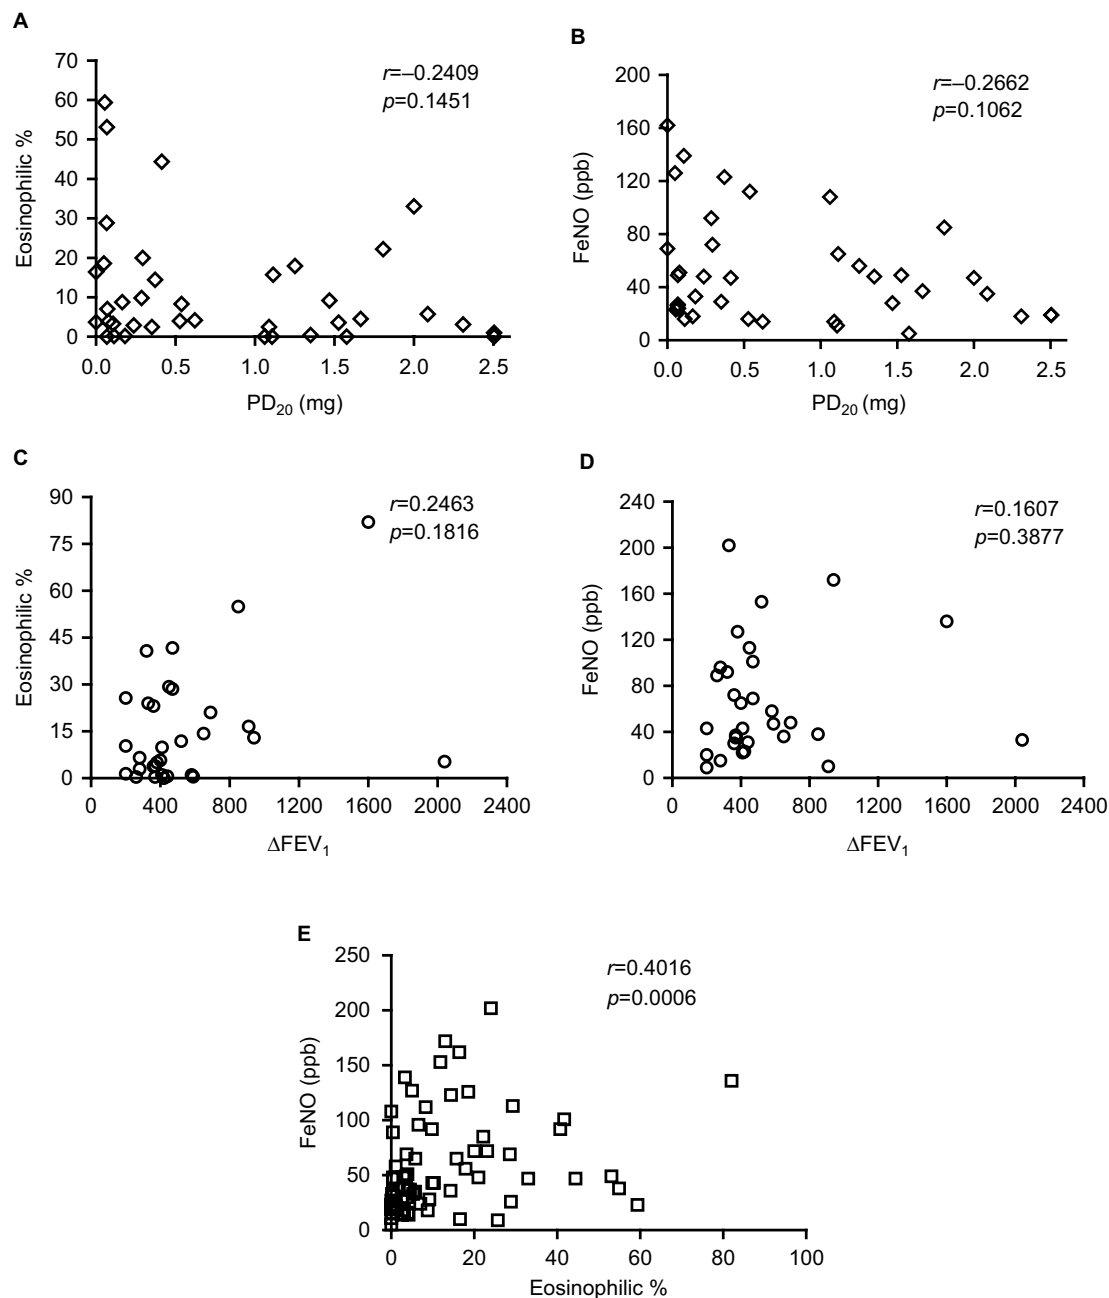 A
70
60
50
40
30
20
10
0
Eosinophilic %
r=–0.2409
p=0.1451
0.0 0.5 1.0 1.5 2.0 2.5
PD20 (mg)
B
200
160
120
80
40
0
FeNO (ppb)
r=–0.2662
p=0.1062
0.0 0.5 1.0 1.5 2.0 2.5
PD20 (mg)
C
90
75
60
45
30
15
0
Eosinophilic %
r=0.2463
p=0.1816
0 400 800 1200 1600 2000 2400
ΔFEV1
D
240
200
160
120
80
40
0
FeNO (ppb)
r=0.1607
p=0.3877
0 400 800 1200 1600 2000 2400
ΔFEV1
E
250
200
150
100
50
0
FeNO (ppb)
r=0.4016
p=0.0006
0 20 40 60 80 100
Eosinophilic %